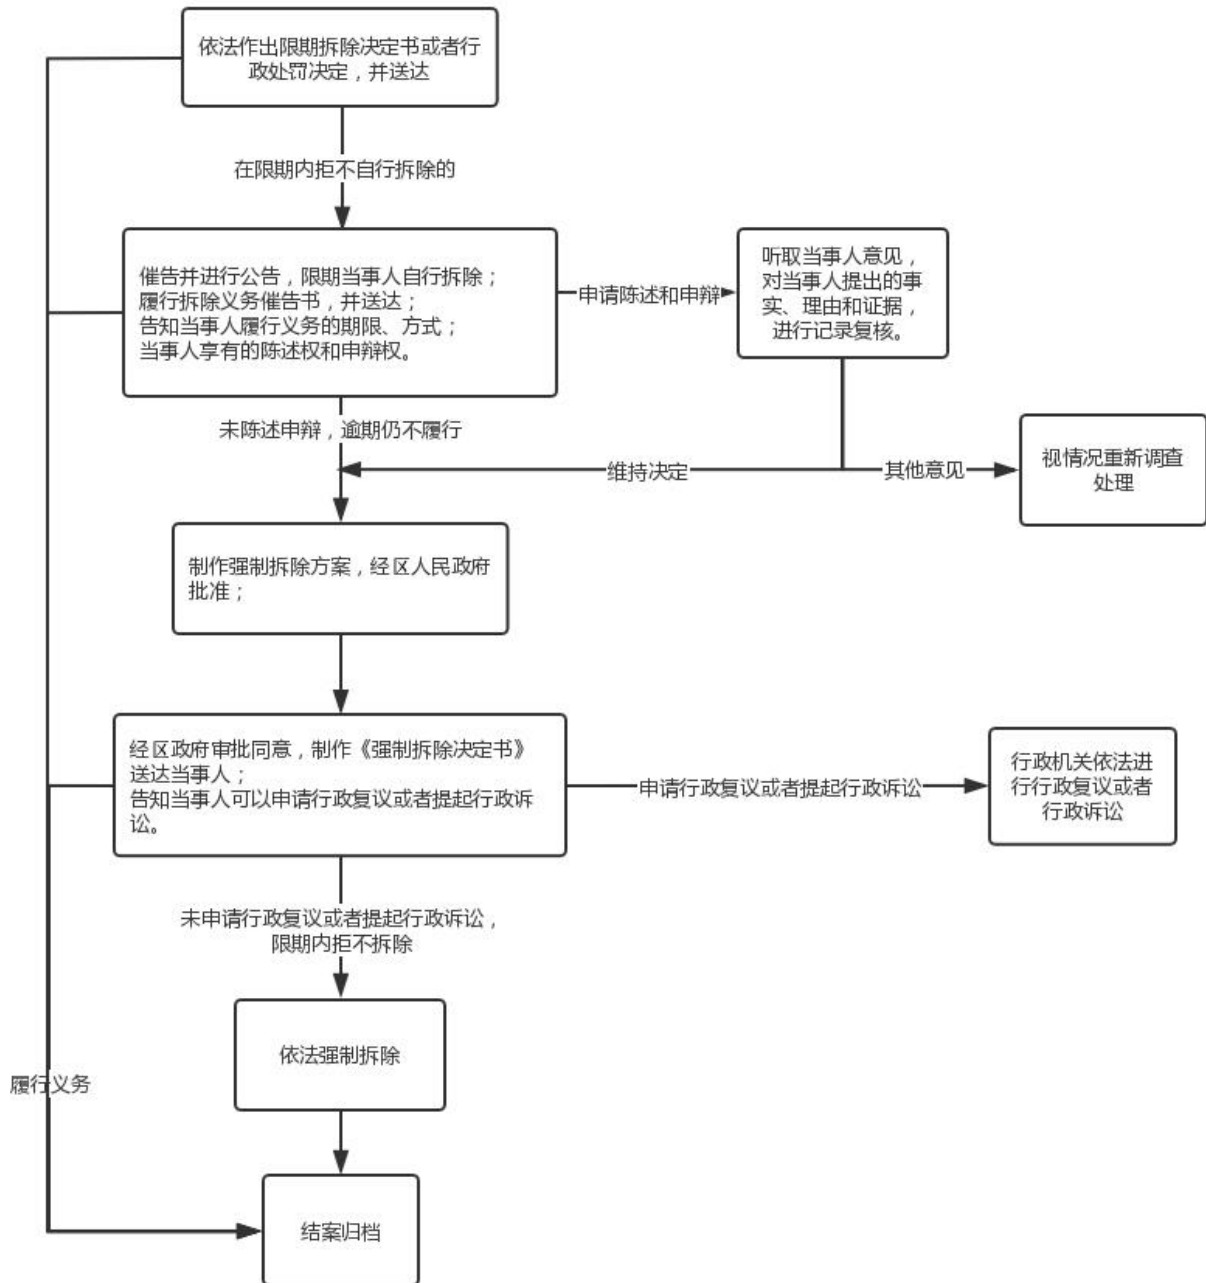 依法作出限期拆除决定书或者行
政处罚决定，并送达
在限期内拒不自行拆除的
催告并进行公告，限期当事人自行拆除；
履行拆除义务催告书，并送达；
告知当事人履行义务的期限、方式；
当事人享有的陈述权和申辩权。
申请陈述和申辩
听取当事人意见，
对当事人提出的事
实、理由和证据，
进行记录复核。
未陈述申辩，逾期仍不履行
维持决定
其他意见
视情况重新调查
处理
制作强制拆除方案，经区人民政府
批准；
经区政府审批同意，制作《强制拆除决定书》
送达当事人；
告知当事人可以申请行政复议或者提起行政诉
讼。
申请行政复议或者提起行政诉讼
行政机关依法进
行行政复议或者
行政诉讼
未申请行政复议或者提起行政诉讼，
限期内拒不拆除
依法强制拆除
履行义务
结案归档